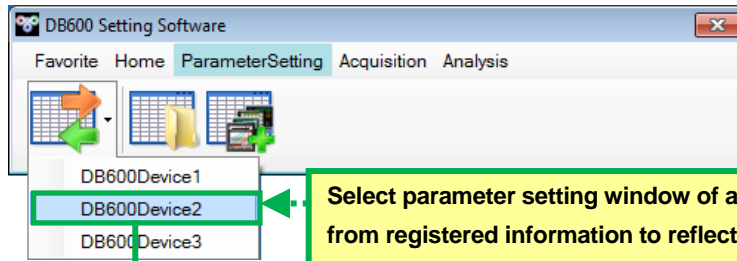 DB600 Setting Software
Favorite Home ParameterSetting Acquisition Analysis
DB600Device1
DB600Device2
DB600Device3
Select parameter setting window of a
from registered information to reflect